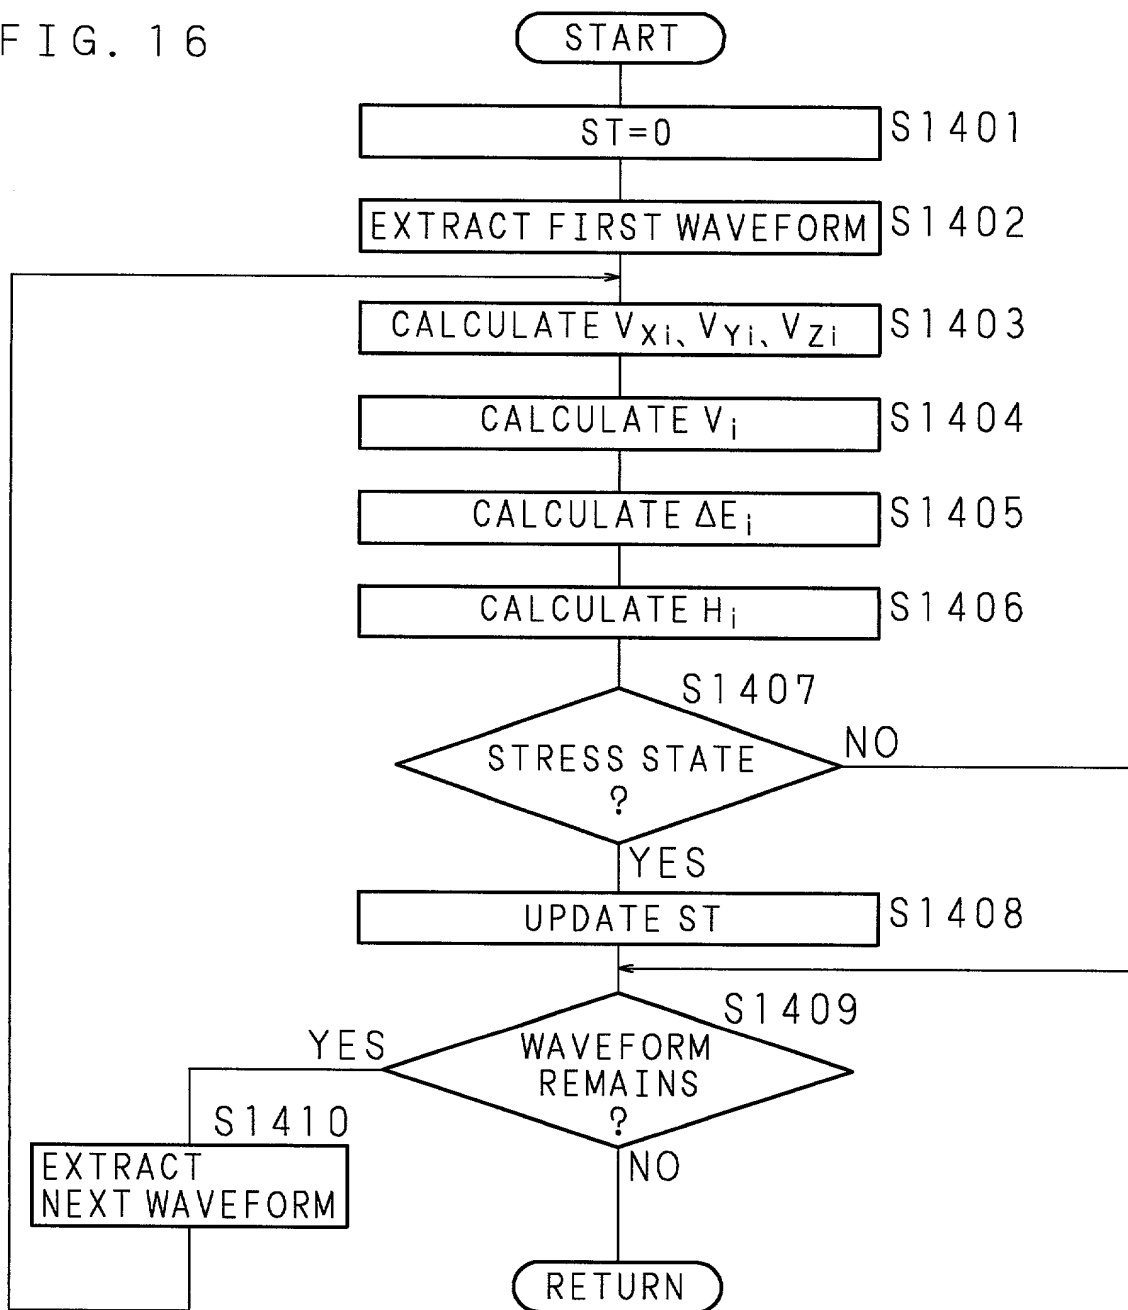 FIG. 16
START
ST=0
S1401
EXTRACT FIRST WAVEFORM
S1402
CALCULATE VXi、VYi、VZi
S1403
CALCULATE Vi
S1404
CALCULATE ΔEi
S1405
CALCULATE Hi
S1406
S1407
STRESS STATE
?
NO
YES
UPDATE ST
S1408
S1409
WAVEFORM
REMAINS
?
YES
S1410
EXTRACT
NEXT WAVEFORM
NO
RETURN